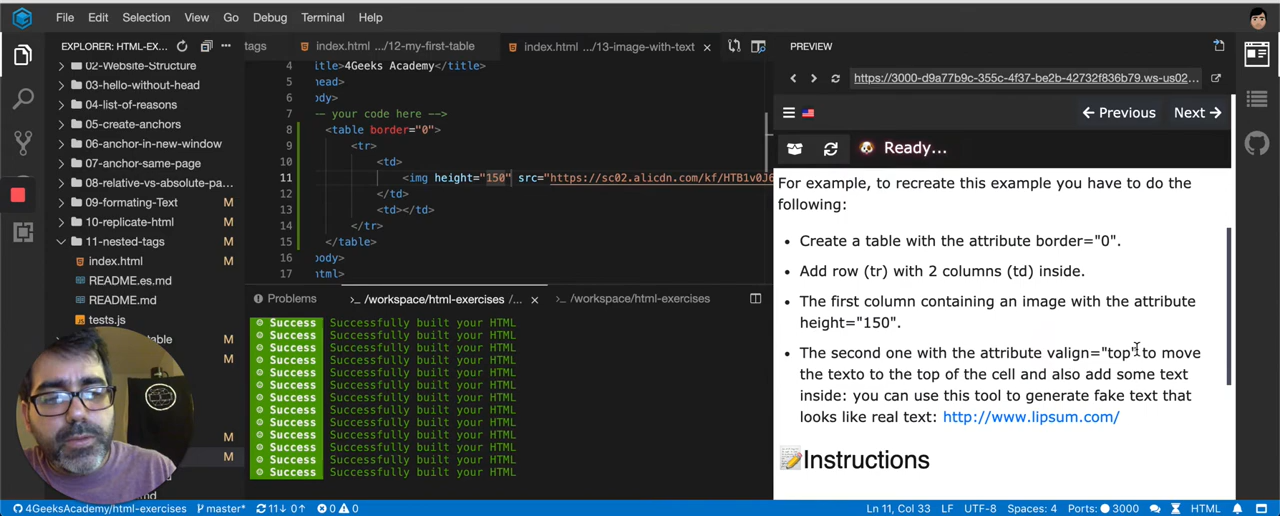 File Edit Selection View Go Debug Terminal Help
EXPLORER: HTML-EX...
tags
index.html .../12-my-first-table
index.html .../13-image-with-text
PREVIEW
02-Website-Structure
03-hello-without-head
04-list-of-reasons
05-create-anchors
06-anchor-in-new-window
07-anchor-same-page
08-relative-vs-absolute-pa... M
09-formating-Text M
10-replicate-html M
11-nested-tags
index.html M
README.es.md
README.md
tests.js
table
M
M
md
4 itle>4Geeks Academy</title>
5 head>
6 ody>
7 -- your code here -->
8 <table border="0">
9 <tr>
10 <td>
11 <img height="150" src="https://sc02.alicdn.com/kf/HTB1v0J6
12 </td>
13 <td></td>
14 </tr>
15 </table>
16 body>
17 html>
Problems
>_ /workspace/html-exercises /...
>_ /workspace/html-exercises
Success Successfully built your HTML
Success Successfully built your HTML
Success Successfully built your HTML
Success Successfully built your HTML
Success Successfully built your HTML
Success Successfully built your HTML
Success Successfully built your HTML
Success Successfully built your HTML
Success Successfully built your HTML
Success Successfully built your HTML
Success Successfully built your HTML
Success Successfully built your HTML
Success Successfully built your HTML
https://3000-d9a77b9c-355c-4f37-be2b-42732f836b79.ws-us02...
← Previous Next →
Ready...
For example, to recreate this example you have to do the
following:
• Create a table with the attribute border="0".
• Add row (tr) with 2 columns (td) inside.
• The first column containing an image with the attribute
height="150".
• The second one with the attribute valign="top" to move
the texto to the top of the cell and also add some text
inside: you can use this tool to generate fake text that
looks like real text: http://www.lipsum.com/
Instructions
4GeeksAcademy/html-exercises master* 11↓ 0↑ 0 0
Ln 11, Col 33 LF UTF-8 Spaces: 4 Ports: 3000 HTML